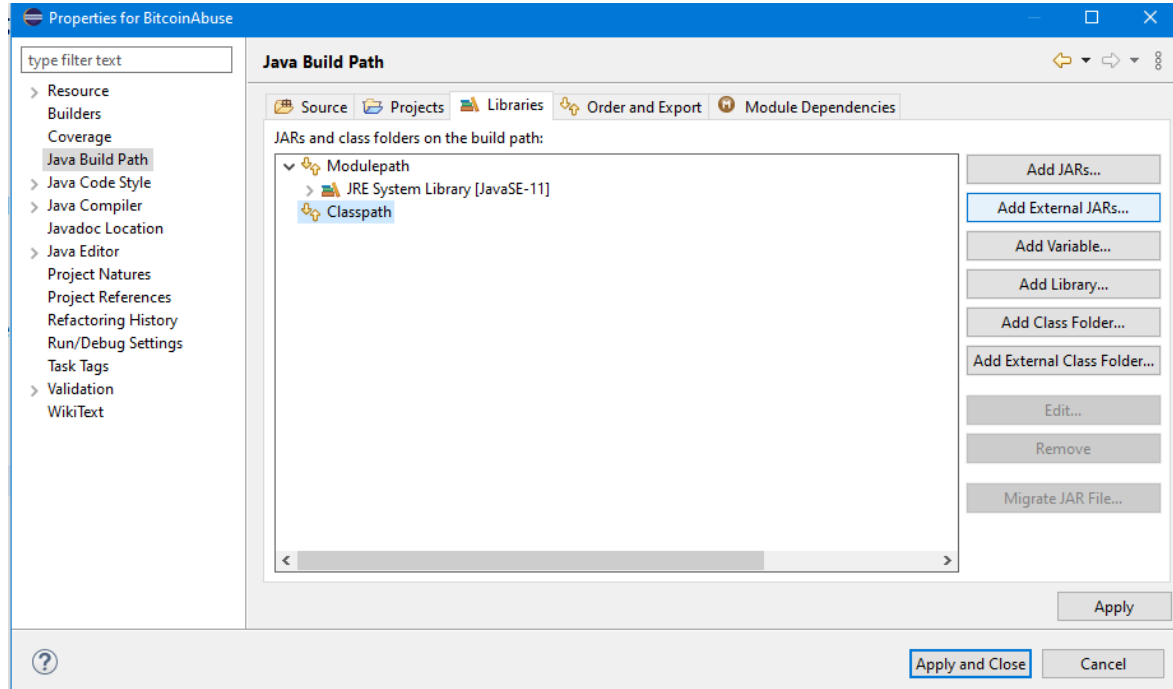 Properties for BitcoinAbuse
type filter text
Resource
Builders
Coverage
Java Build Path
Java Code Style
Java Compiler
Javadoc Location
Java Editor
Project Natures
Project References
Refactoring History
Run/Debug Settings
Task Tags
Validation
WikiText
Java Build Path
Source Projects Libraries Order and Export Module Dependencies
JARs and class folders on the build path:
Modulepath
JRE System Library [JavaSE-11]
Classpath
Add JARs...
Add External JARs...
Add Variable...
Add Library...
Add Class Folder...
Add External Class Folder...
Edit...
Remove
Migrate JAR File...
Apply
?
Apply and Close Cancel